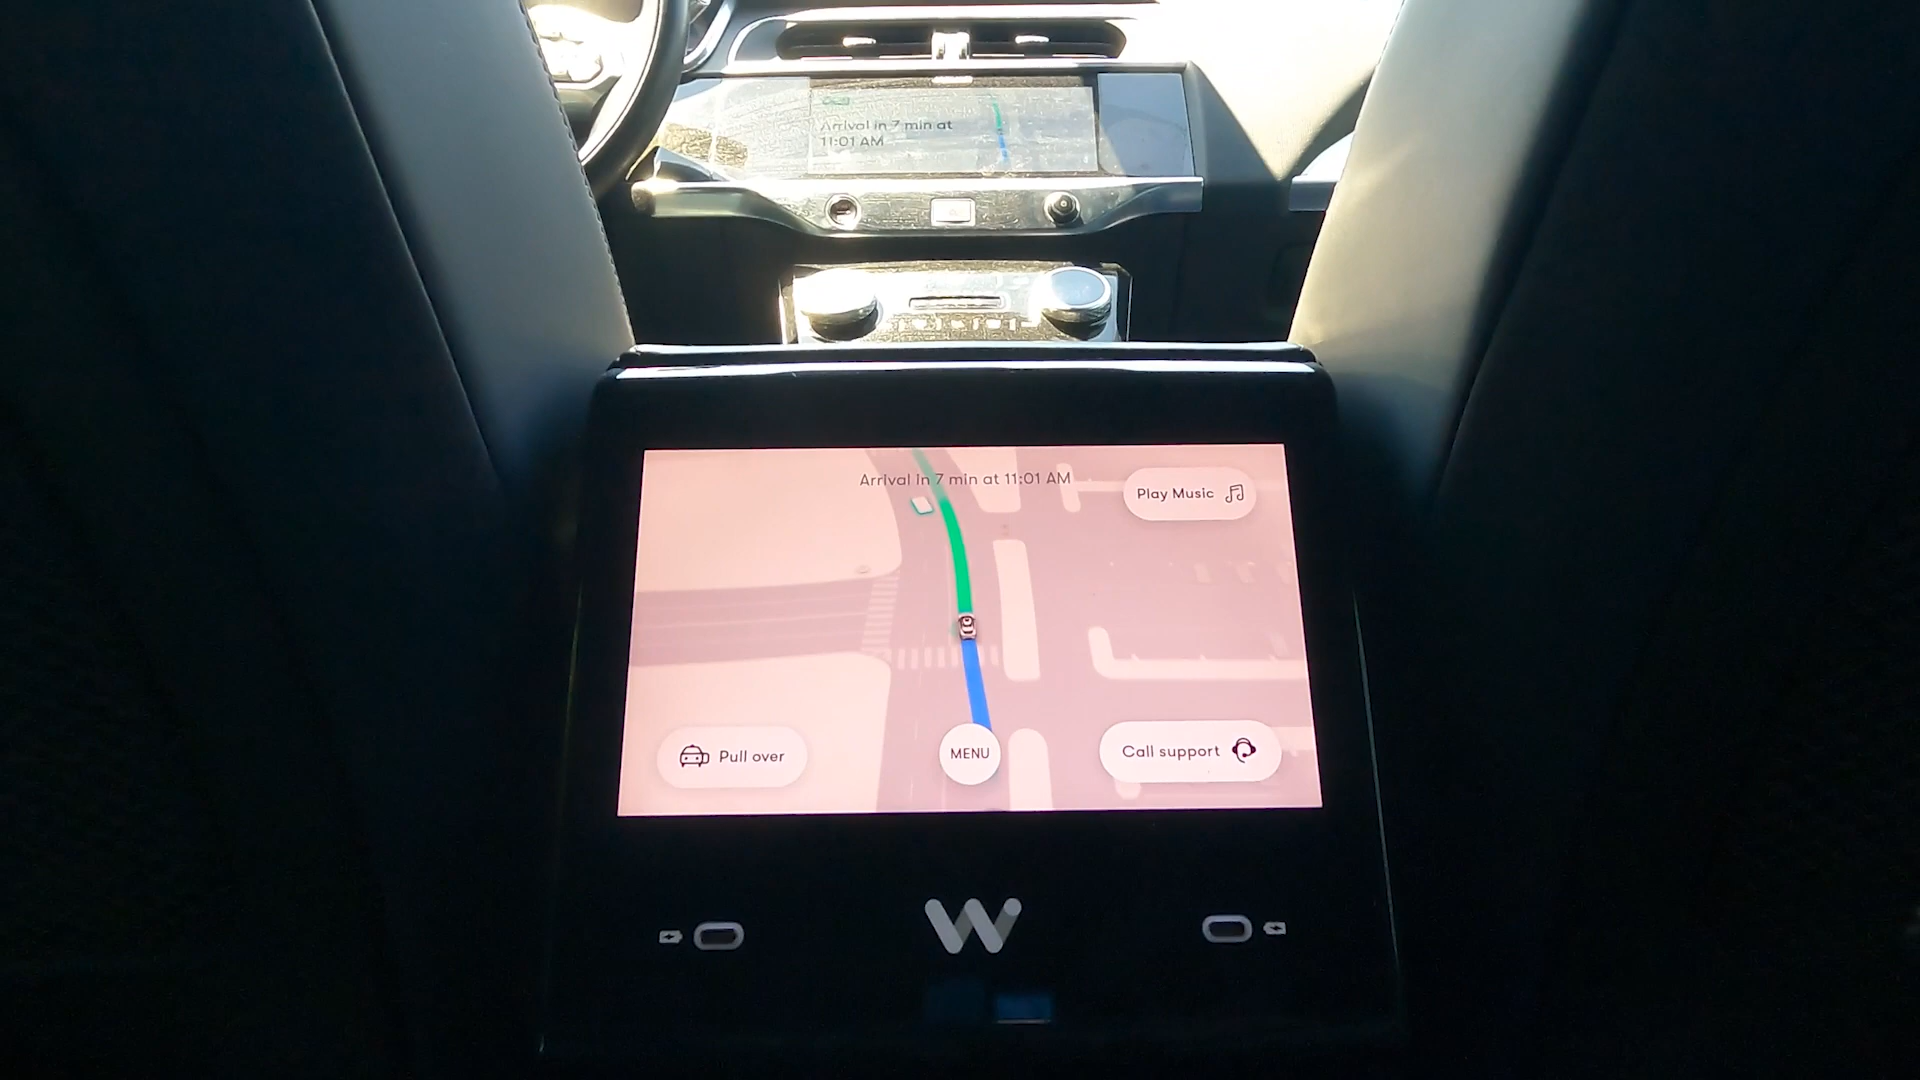 Arrival in 7 min at
11:01 AM
Arrival in 7 min at 11:01 AM
Play Music
Pull over
MENU
Call support